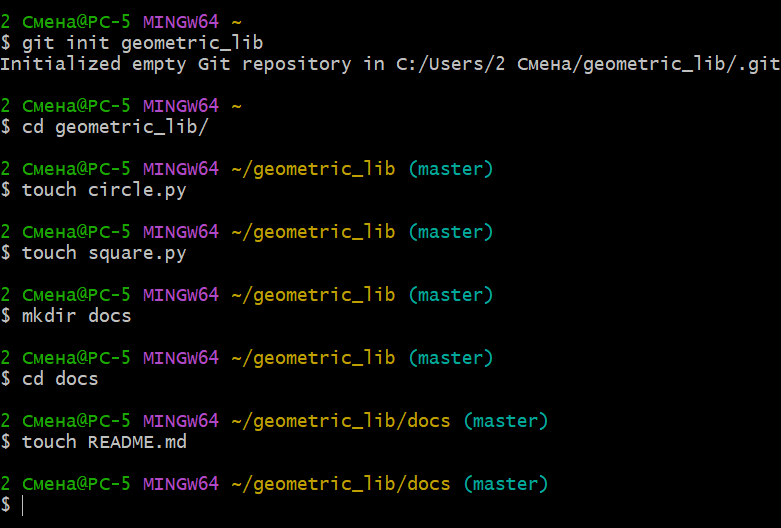 2 Смена@PC-5 MINGW64 ~
$ git init geometric_lib
Initialized empty Git repository in C:/Users/2 Смена/geometric_lib/.git
2 Смена@PC-5 MINGW64 ~
$ cd geometric_lib/
2 Смена@PC-5 MINGW64 ~/geometric_lib (master)
$ touch circle.py
2 Смена@PC-5 MINGW64 ~/geometric_lib (master)
$ touch square.py
2 Смена@PC-5 MINGW64 ~/geometric_lib (master)
$ mkdir docs
2 Смена@PC-5 MINGW64 ~/geometric_lib (master)
$ cd docs
2 Смена@PC-5 MINGW64 ~/geometric_lib/docs (master)
$ touch README.md
2 Смена@PC-5 MINGW64 ~/geometric_lib/docs (master)
$